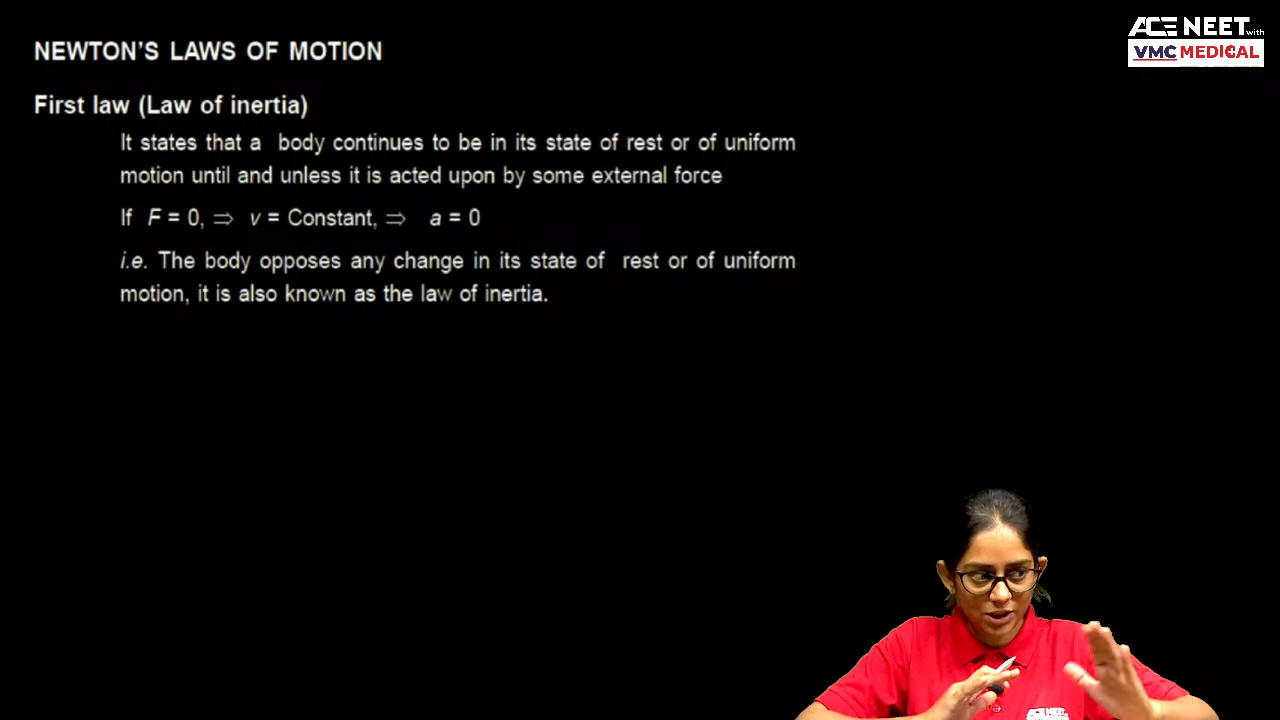 ACE NEET with
VMC MEDICAL
NEWTON'S LAWS OF MOTION
First law (Law of inertia)
It states that a body continues to be in its state of rest or of uniform
motion until and unless it is acted upon by some external force
If F = 0, ⇒ v = Constant, ⇒ a = 0
i.e. The body opposes any change in its state of rest or of uniform
motion, it is also known as the law of inertia.
ACE NEET